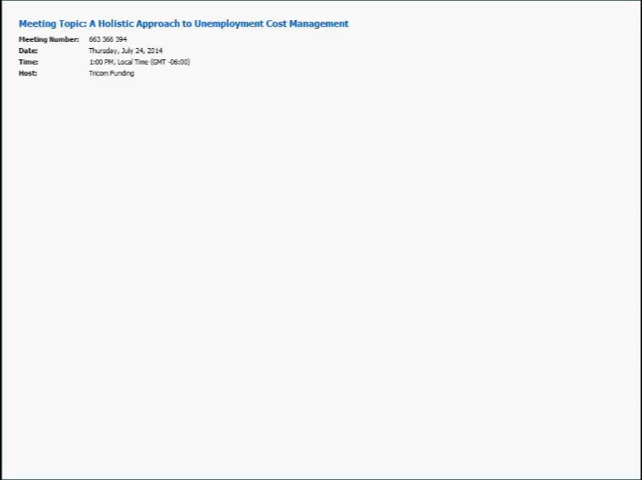 Meeting Topic: A Holistic Approach to Unemployment Cost Management
Meeting Number: 663 366 394
Date: Thursday, July 24, 2014
Time: 1:00 PM, Local Time (GMT -06:00)
Host: Tricom Funding